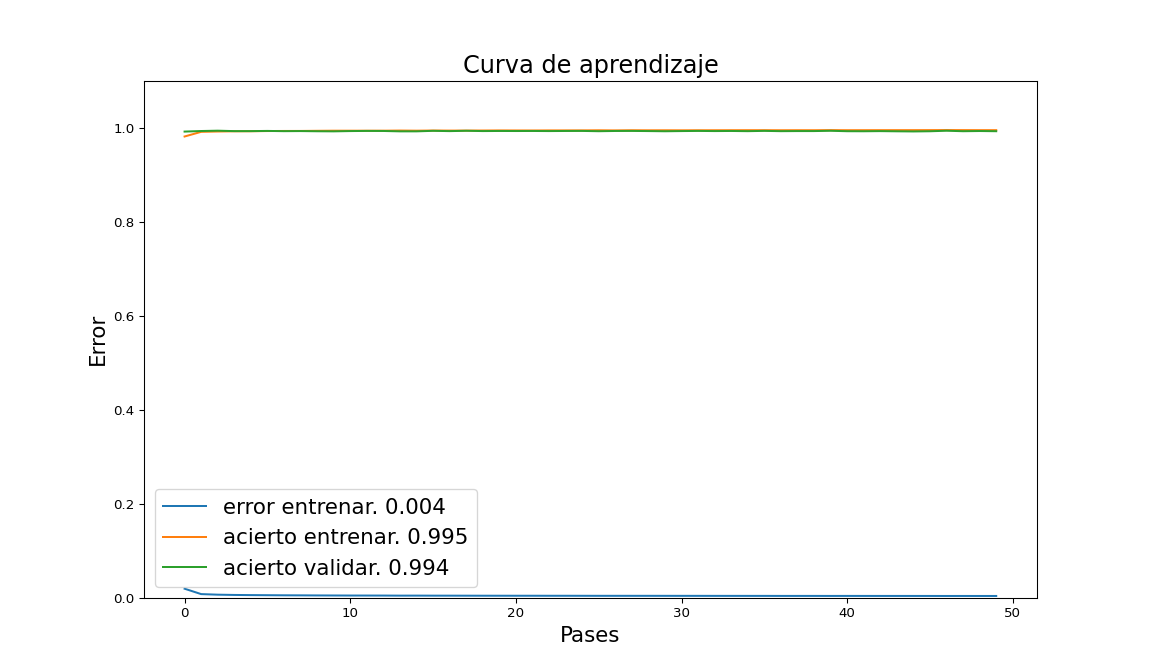 Curva de aprendizaje
Error
1.0
0.8
0.6
0.4
0.2
0.0
error entrenar. 0.004
acierto entrenar. 0.995
acierto validar. 0.994
0 10 20 30 40 50
Pases